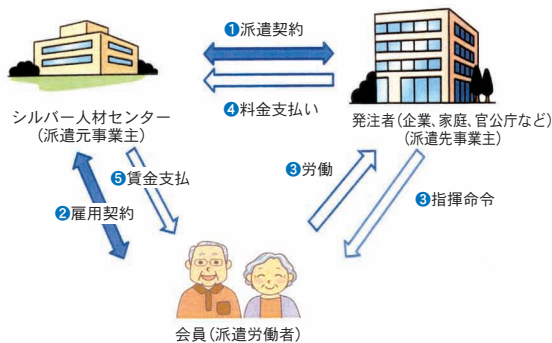 ❶派遣契約
❹料金支払い
シルバー人材センター
(派遣元事業主)
発注者(企業、家庭、官公庁など)
(派遣先事業主)
❺賃金支払
❸労働
❸指揮命令
❷雇用契約
会員(派遣労働者)